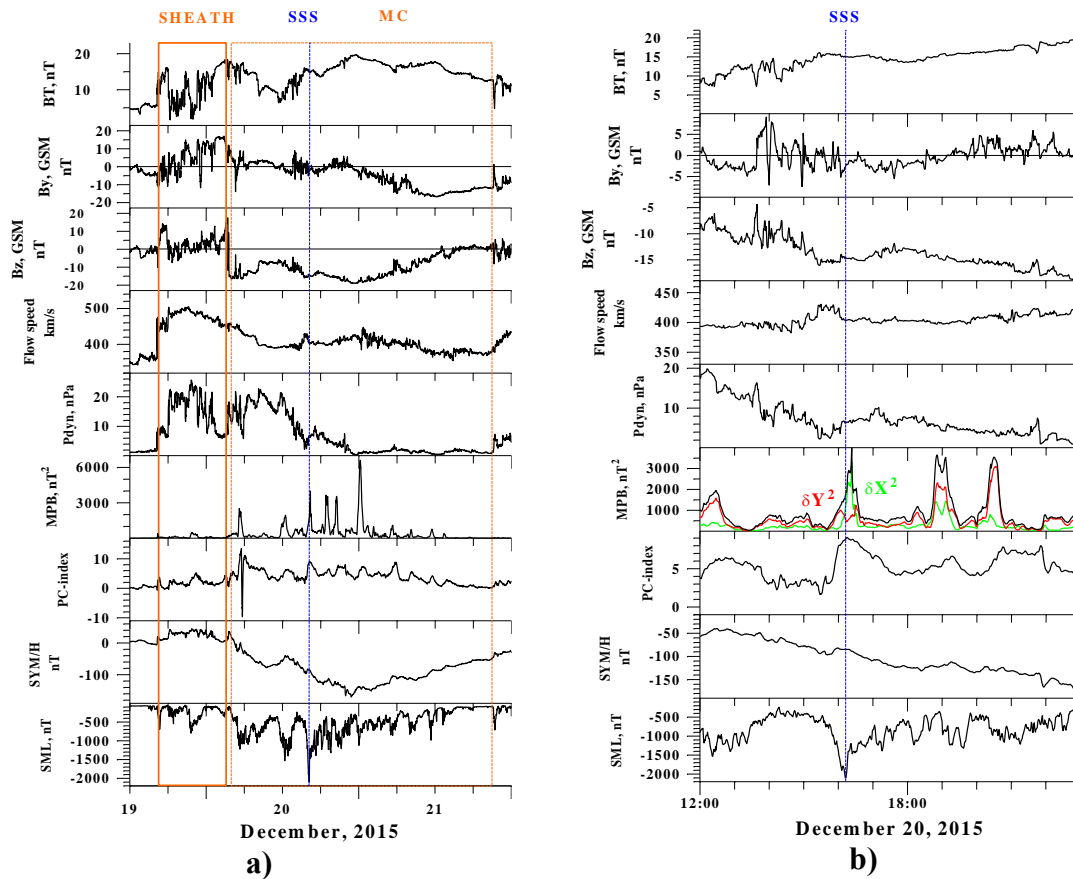 SHEATH SSS MC
BT, nT
20
10
By, GSM
nT
20
10
0
-10
-20
Bz, GSM
nT
20
10
0
-10
-20
Flow speed
km/s
500
400
Pdyn, nPa
20
10
MPB, nT2
6000
3000
PC-index
10
0
-10
SYM/H
nT
0
-100
SML, nT
-500
-1000
-1500
-2000
19 20 21
December, 2015
a)
SSS
BT, nT
20
15
10
5
By, GSM
nT
5
0
-5
Bz, GSM
nT
-5
-10
-15
Flow speed
km/s
450
400
350
Pdyn, nPa
10
MPB, nT2
3000
2000
1000
δY2 δX2
PC-index
5
0
SYM/H
nT
-50
-100
-150
SML, nT
-500
-1000
-1500
-2000
12:00 18:00
December 20, 2015
b)